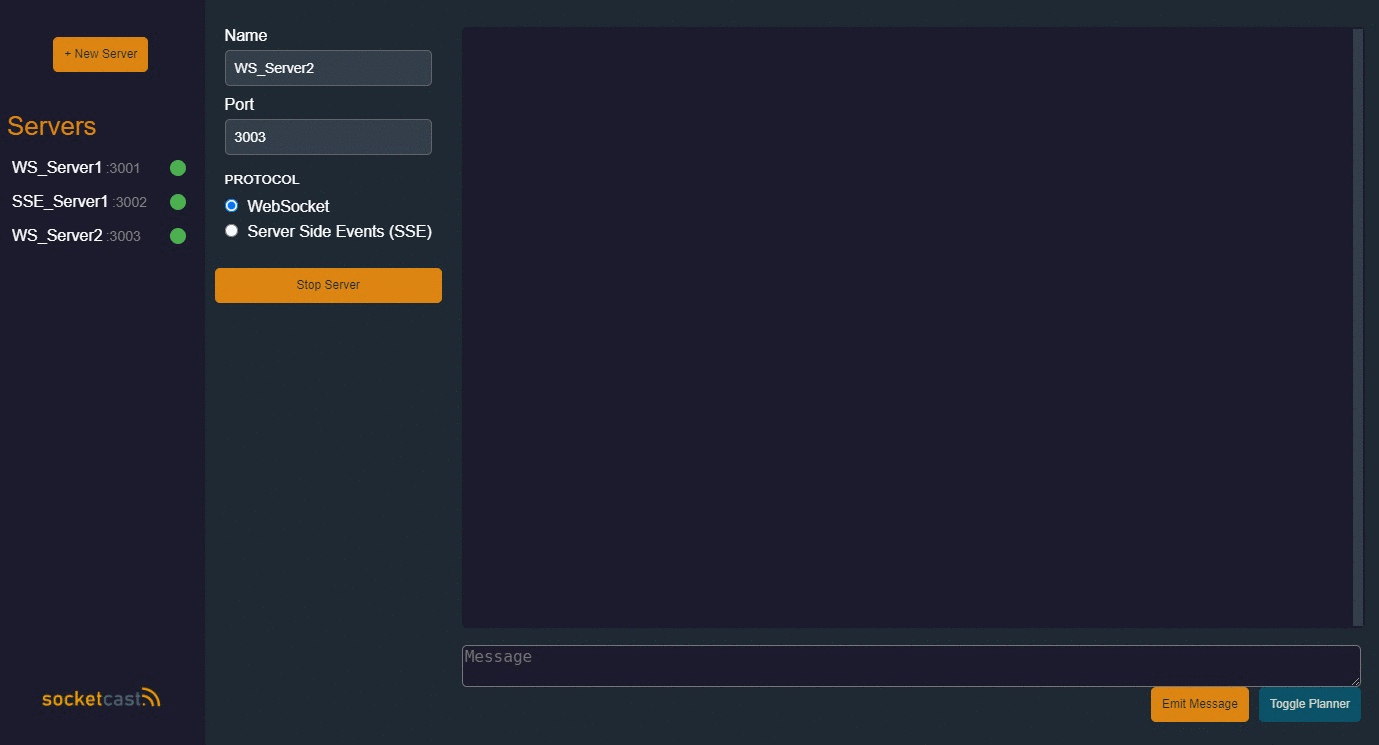 + New Server
Servers
WS_Server1 :3001
SSE_Server1 :3002
WS_Server2 :3003
socketcast
Name
WS_Server2
Port
3003
PROTOCOL
WebSocket
Server Side Events (SSE)
Stop Server
Message
Emit Message
Toggle Planner